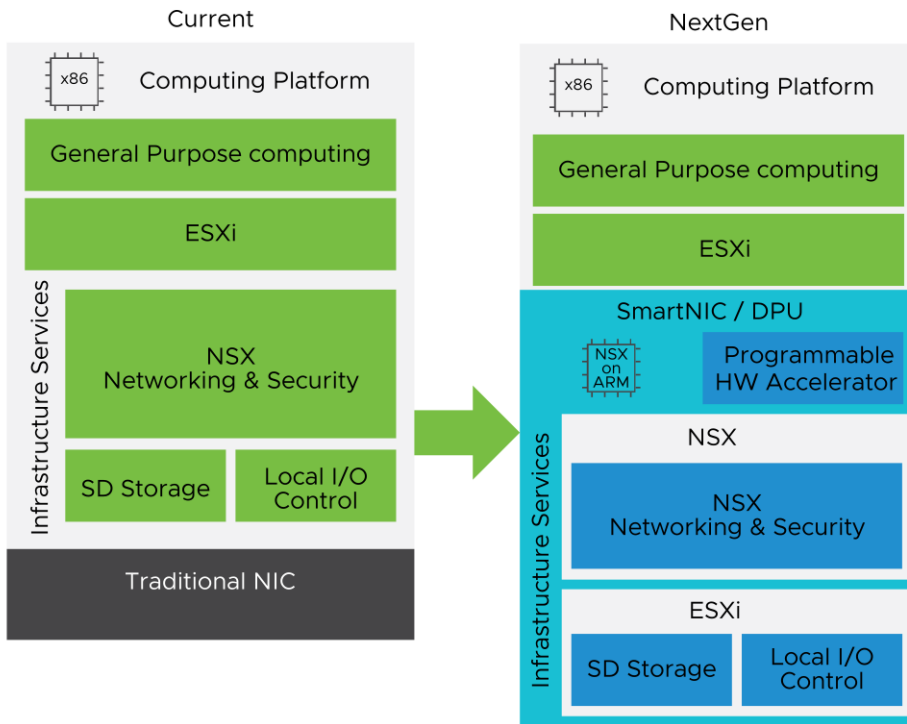 Current
x86
Computing Platform
General Purpose computing
ESXi
Infrastructure Services
NSX
Networking & Security
SD Storage
Local I/O
Control
Traditional NIC
NextGen
x86
Computing Platform
General Purpose computing
ESXi
SmartNIC / DPU
NSX
on
ARM
Programmable
HW Accelerator
Infrastructure Services
NSX
NSX
Networking & Security
ESXi
SD Storage
Local I/O
Control